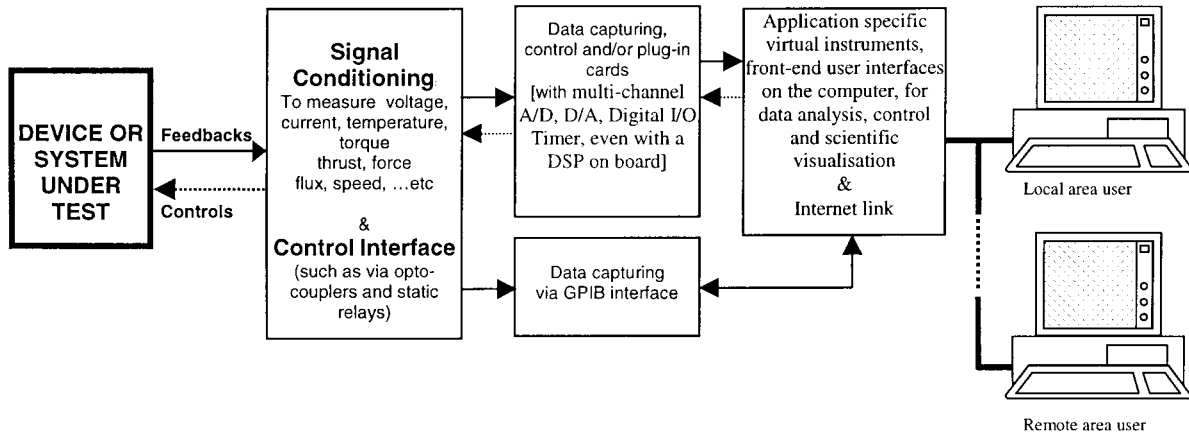 DEVICE OR
SYSTEM
UNDER
TEST
Feedbacks
Controls
Signal
Conditioning
To measure voltage,
current, temperature,
torque
thrust, force
flux, speed, ...etc
&
Control Interface
(such as via opto-
couplers and static
relays)
Data capturing,
control and/or plug-in
cards
[with multi-channel
A/D, D/A, Digital I/O
Timer, even with a
DSP on board]
Data capturing
via GPIB interface
Application specific
virtual instruments,
front-end user interfaces
on the computer, for
data analysis, control
and scientific
visualisation
&
Internet link
Local area user
Remote area user